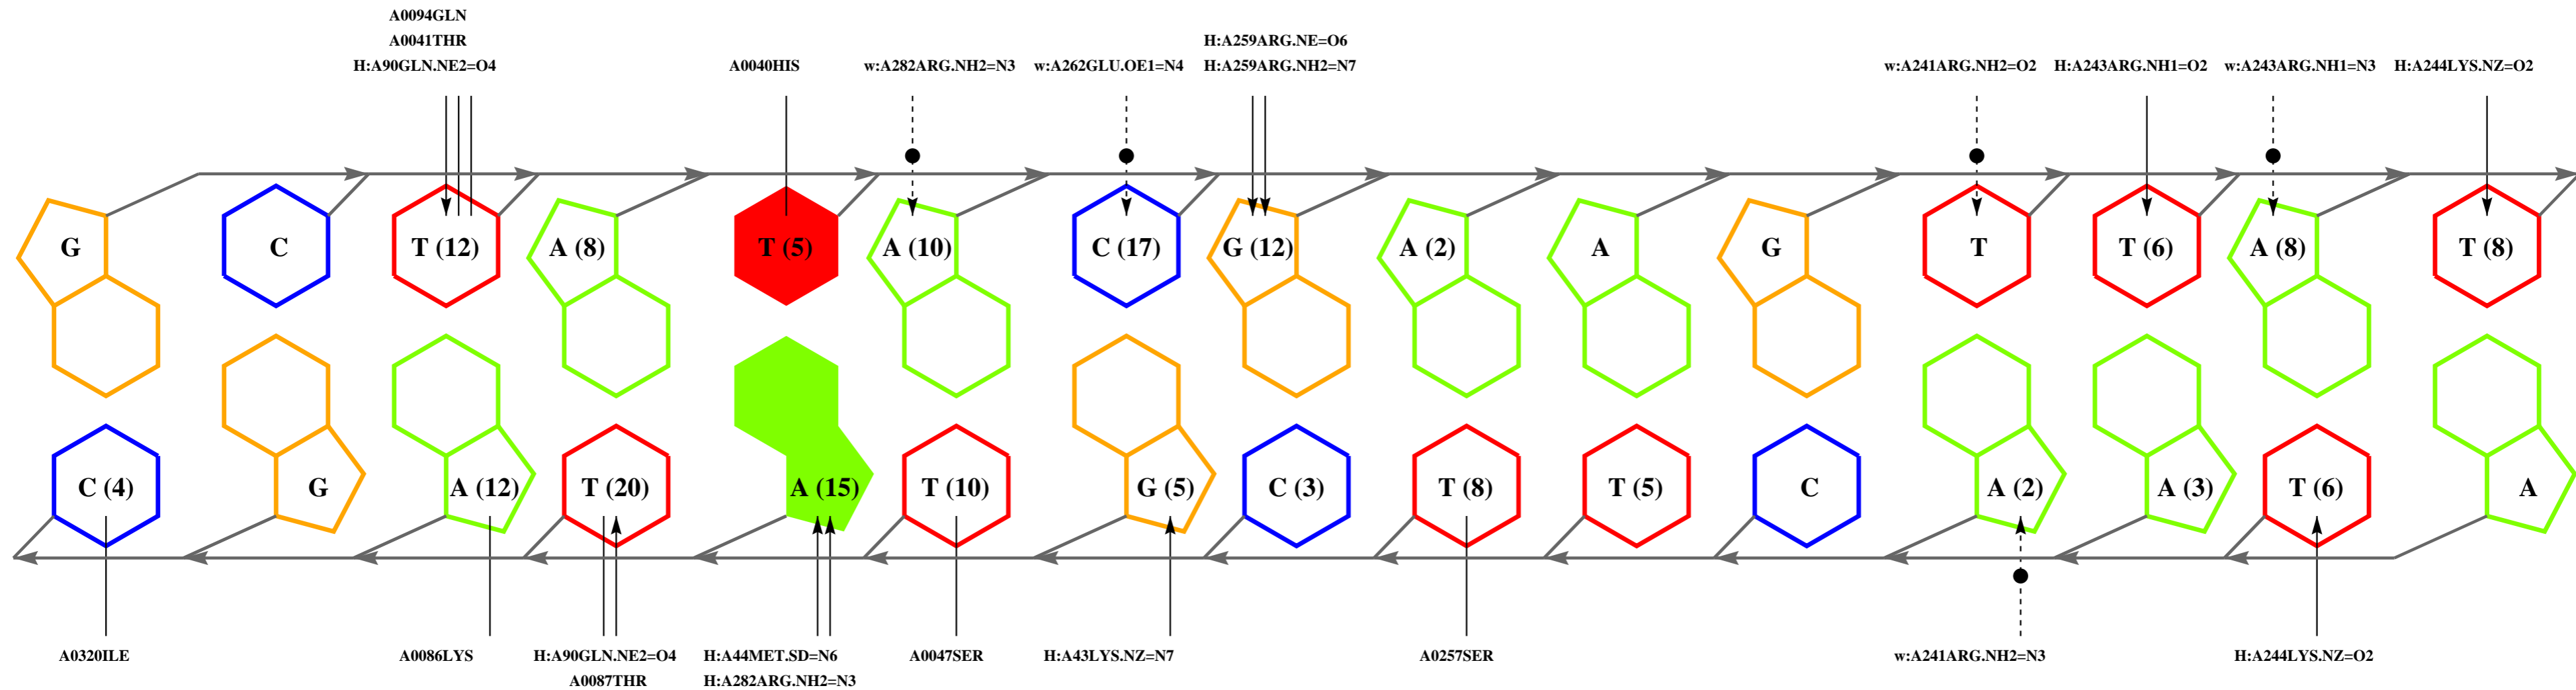 A0094GLN
A0041THR
H:A90GLN.NE2=O4
A0040HIS
w:A282ARG.NH2=N3
w:A262GLU.OE1=N4
H:A259ARG.NE=O6
H:A259ARG.NH2=N7
w:A241ARG.NH2=O2
H:A243ARG.NH1=O2
w:A243ARG.NH1=N3
H:A244LYS.NZ=O2
G C T (12) A (8) T (5) A (10) C (17) G (12) A (2) A G T T (6) A (8) T (8)
C (4) G A (12) T (20) A (15) T (10) G (5) C (3) T (8) T (5) C A (2) A (3) T (6) A
A0320ILE
A0086LYS
H:A90GLN.NE2=O4
A0087THR
H:A44MET.SD=N6
H:A282ARG.NH2=N3
A0047SER
H:A43LYS.NZ=N7
A0257SER
w:A241ARG.NH2=N3
H:A244LYS.NZ=O2